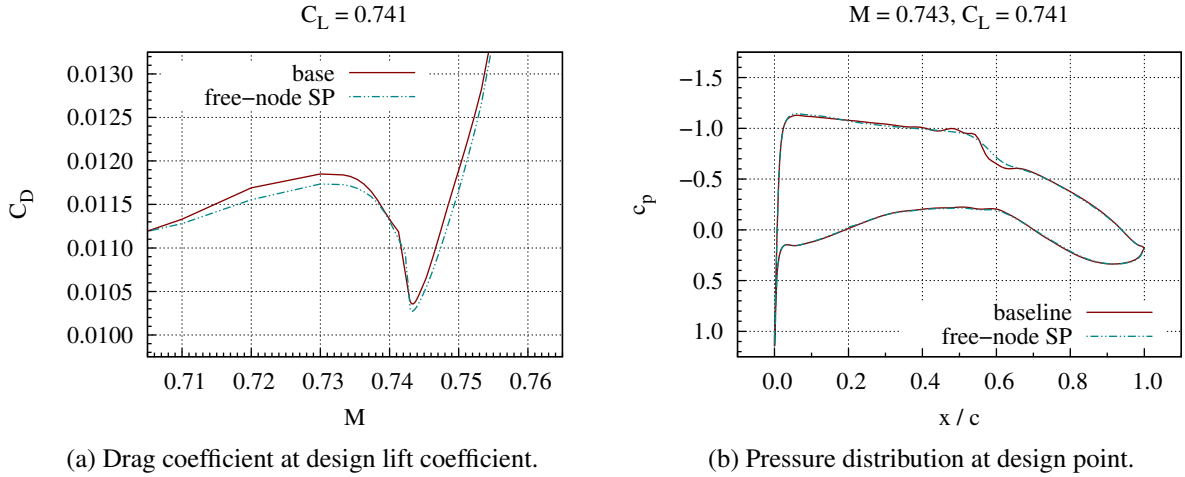 C_L = 0.741
0.0130
0.0125
0.0120
0.0115
0.0110
0.0105
0.0100
C_D
base
free−node SP
0.71 0.72 0.73 0.74 0.75 0.76
M
(a) Drag coefficient at design lift coefficient.
M = 0.743, C_L = 0.741
−1.5
−1.0
−0.5
0.0
0.5
1.0
c_p
baseline
free−node SP
0.0 0.2 0.4 0.6 0.8 1.0
x / c
(b) Pressure distribution at design point.